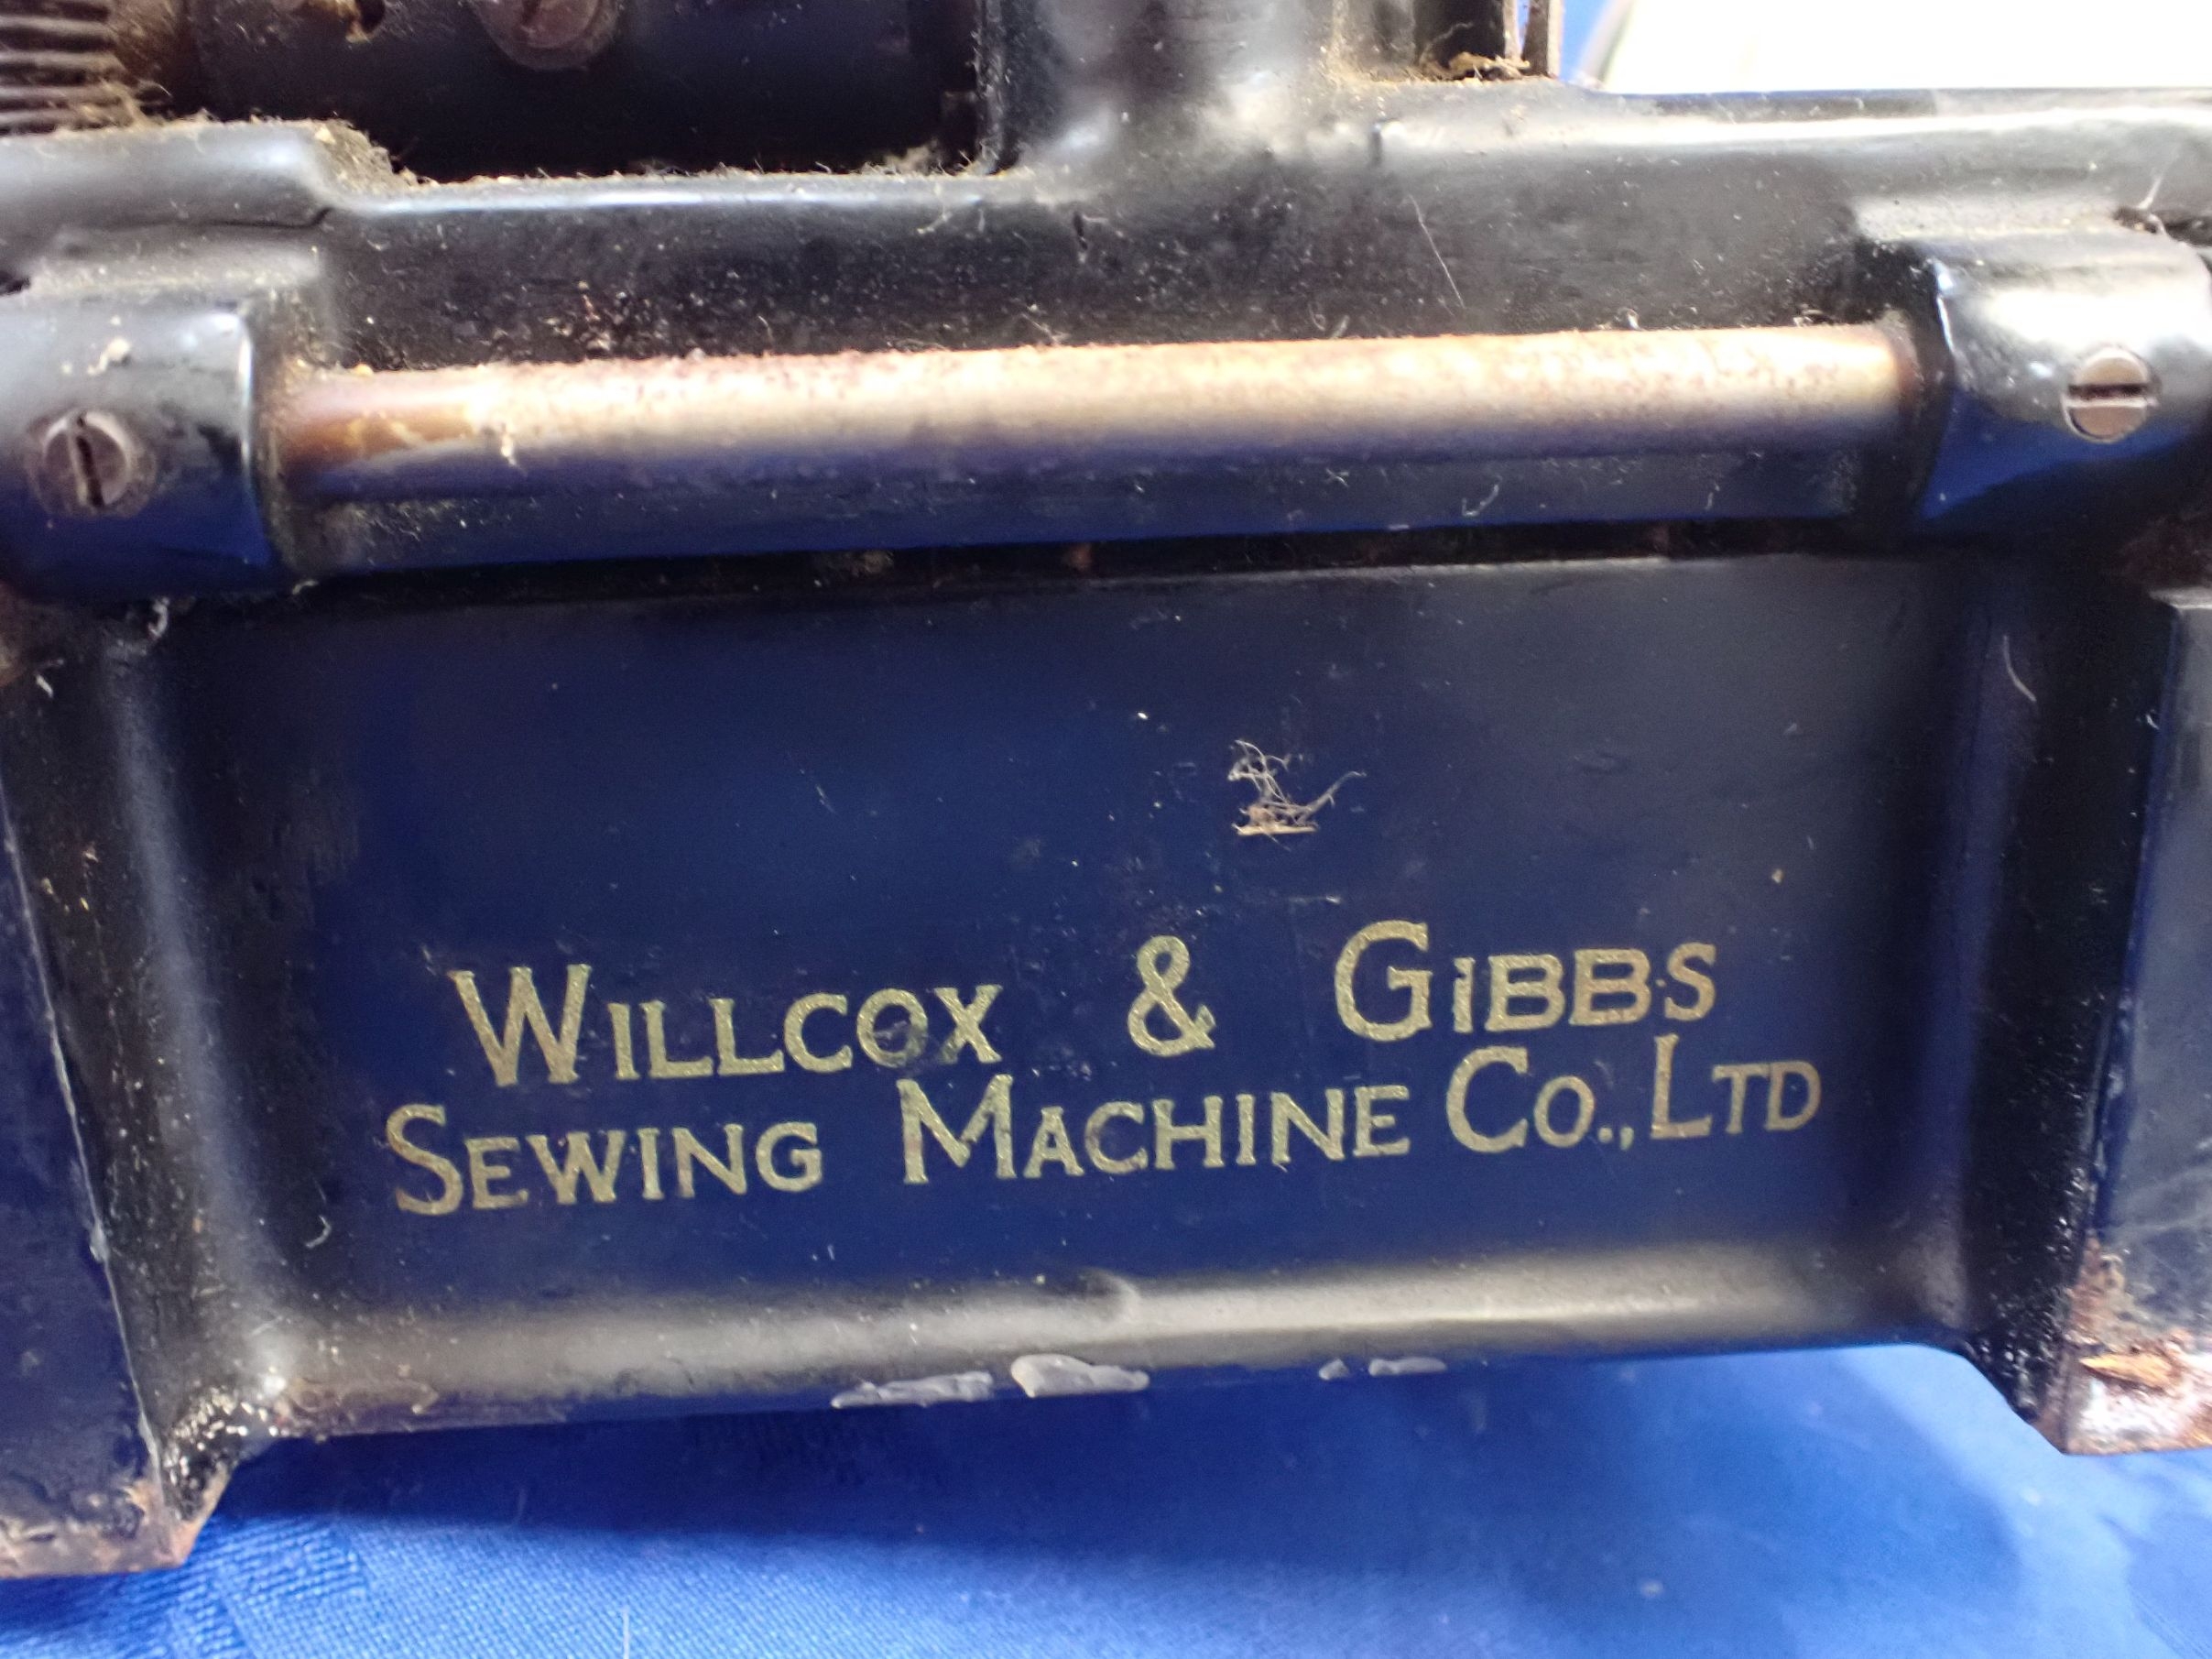 WILLCOX & GIBBS
SEWING MACHINE CO., LTD